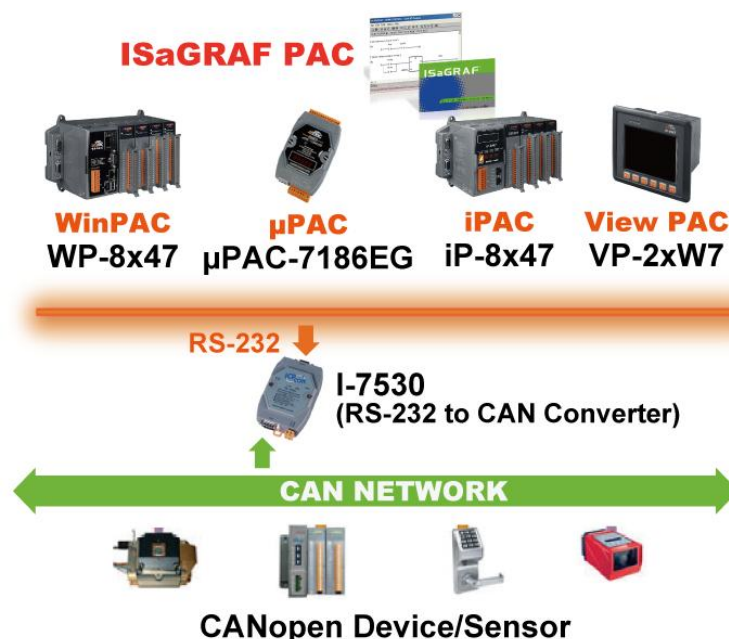 ISaGRAF PAC
ISaGRAF
WinPAC
μPAC
iPAC
View PAC
WP-8x47
μPAC-7186EG
iP-8x47
VP-2xW7
RS-232
I-7530
(RS-232 to CAN Converter)
CAN NETWORK
CANopen Device/Sensor